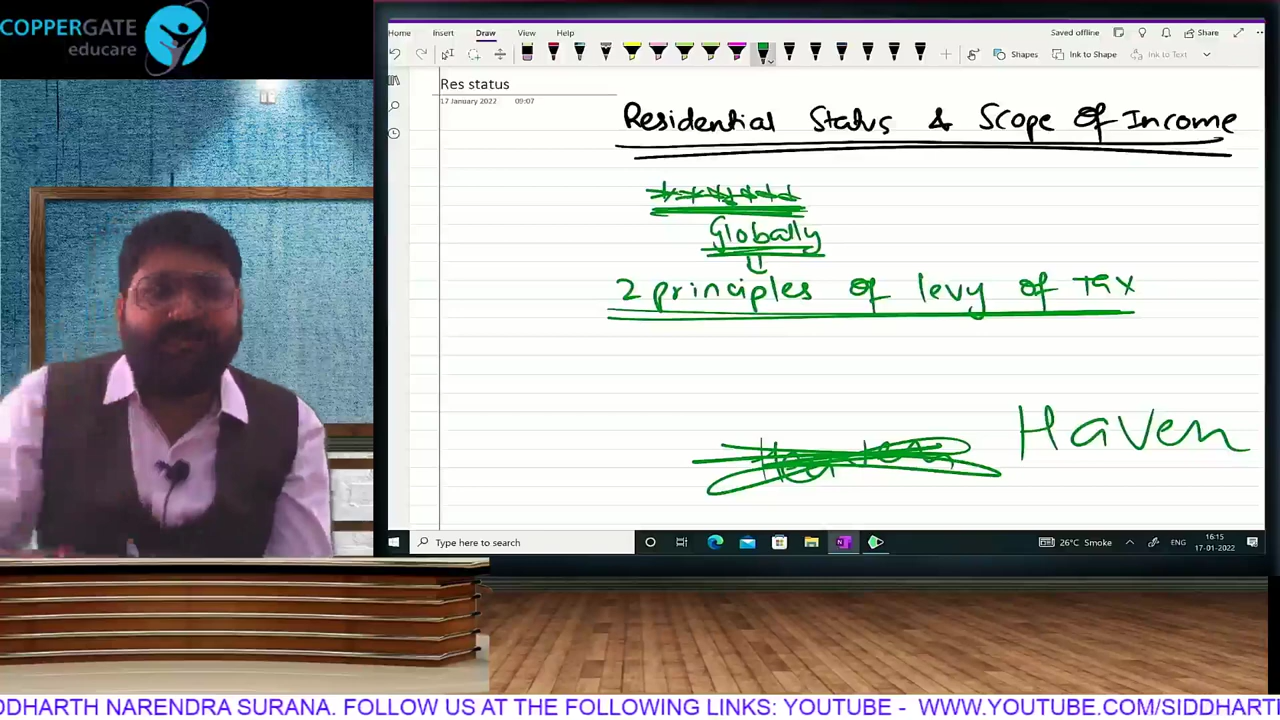 COPPERGATE
educare
Home Insert Draw View Help
Saved offline
Share
Shapes
Ink to Shape
Ink to Text
Res status
17 January 2022 09:07
Residential Status & Scope of Income
Globally
2 principles of levy of Tax
Haven
Type here to search
26°C Smoke
ENG
16:15
17-01-2022
DDHARTH NARENDRA SURANA. FOLLOW US AT THE FOLLOWING LINKS: YOUTUBE - WWW.YOUTUBE.COM/SIDDHART